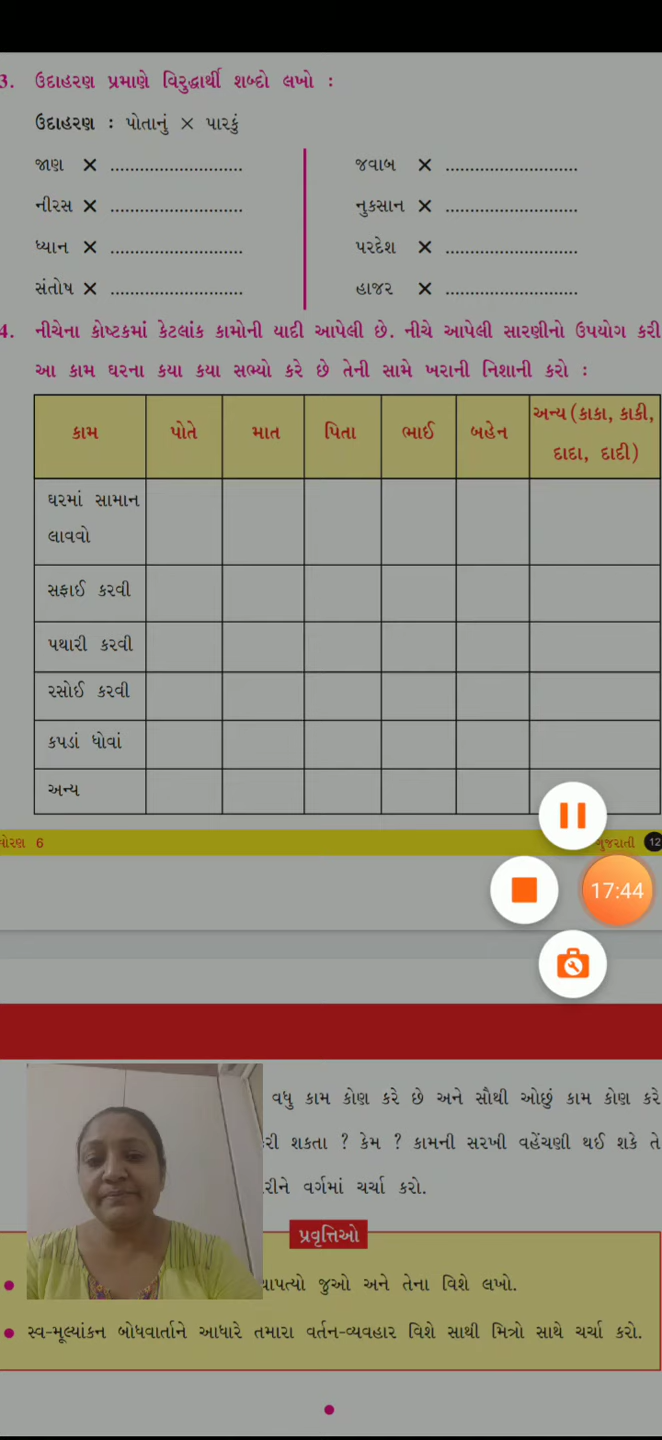 3. ઉદાહરણ પ્રમાણે વિરુદ્ધાર્થી શબ્દો લખો :
ઉદાહરણ : પોતાનું × પારકું
જાણ × ...........................
જવાબ × ...........................
નીરસ × ...........................
નુકસાન × ...........................
ધ્યાન × ...........................
પરદેશ × ...........................
સંતોષ × ...........................
હાજર × ...........................
4. નીચેના કોષ્ટકમાં કેટલાંક કામોની યાદી આપેલી છે. નીચે આપેલી સારણીનો ઉપયોગ કરી
આ કામ ઘરના કયા કયા સભ્યો કરે છે તેની સામે ખરાની નિશાની કરો :
કામ પોતે માત પિતા ભાઈ બહેન અન્ય (કાકા, કાકી,
દાદા, દાદી)
ઘરમાં સામાન
લાવવો
સફાઈ કરવી
પથારી કરવી
રસોઈ કરવી
કપડાં ધોવાં
અન્ય
ધોરણ 6
ગુજરાતી 12
17:44
વધુ કામ કોણ કરે છે અને સૌથી ઓછું કામ કોણ કરે
શકતા ? કેમ ? કામની સરખી વહેંચણી થઈ શકે તે
વર્ગમાં ચર્ચા કરો.
પ્રવૃત્તિઓ
જુઓ અને તેના વિશે લખો.
• સ્વ-મૂલ્યાંકન બોધવાર્તાને આધારે તમારા વર્તન-વ્યવહાર વિશે સાથી મિત્રો સાથે ચર્ચા કરો.